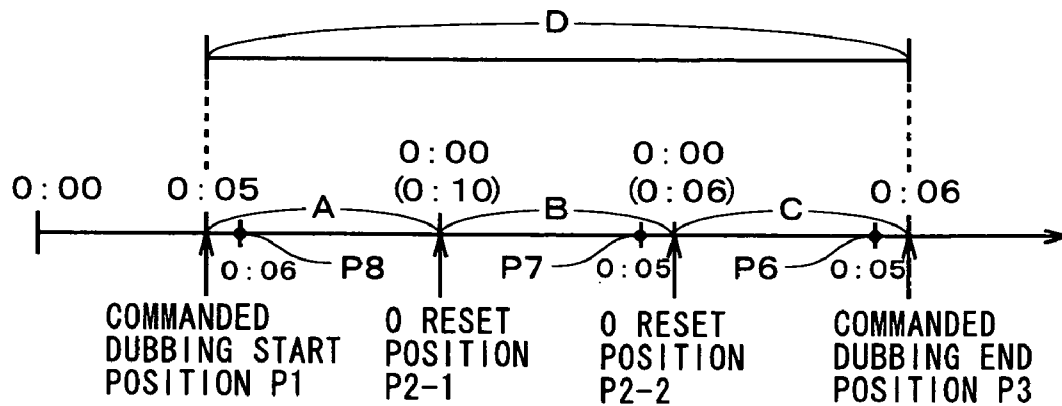 D
0:00 0:00
0:00 0:05 (0:10) (0:06) 0:06
A B C
0:06 P8 P7 0:05 P6 0:05
COMMANDED
DUBBING START
POSITION P1
0 RESET
POSITION
P2-1
0 RESET
POSITION
P2-2
COMMANDED
DUBBING END
POSITION P3